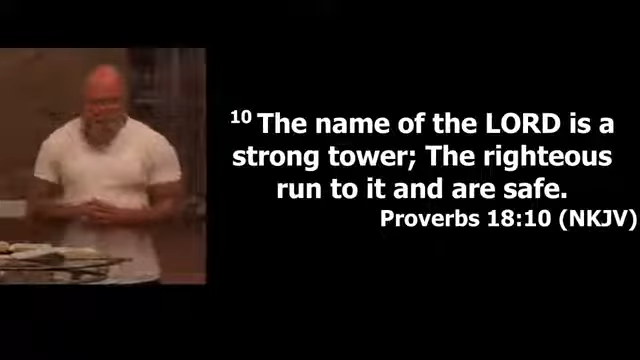 10 The name of the LORD is a
strong tower; The righteous
run to it and are safe.
Proverbs 18:10 (NKJV)